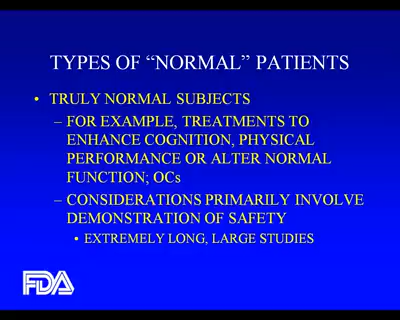 TYPES OF “NORMAL” PATIENTS
• TRULY NORMAL SUBJECTS
– FOR EXAMPLE, TREATMENTS TO
ENHANCE COGNITION, PHYSICAL
PERFORMANCE OR ALTER NORMAL
FUNCTION; OCs
– CONSIDERATIONS PRIMARILY INVOLVE
DEMONSTRATION OF SAFETY
• EXTREMELY LONG, LARGE STUDIES
FDA